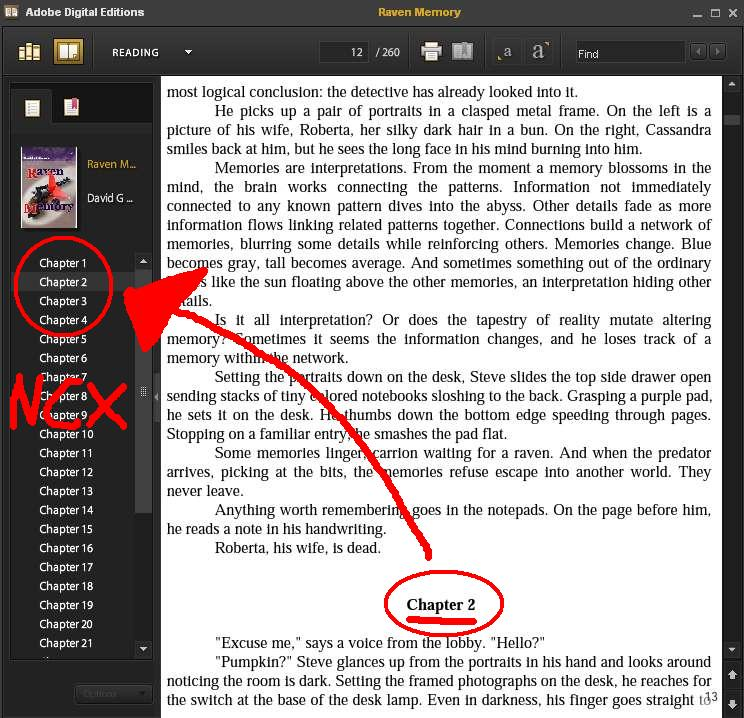 Adobe Digital Editions
Raven Memory
READING
12 / 260
a
a
Find
Raven M...
David G ...
Raven
Memory
Chapter 1
Chapter 2
Chapter 3
Chapter 4
Chapter 5
Chapter 6
Chapter 7
Chapter 8
Chapter 9
Chapter 10
Chapter 11
Chapter 12
Chapter 13
Chapter 14
Chapter 15
Chapter 16
Chapter 17
Chapter 18
Chapter 19
Chapter 20
Chapter 21
NCX
Options
most logical conclusion: the detective has already looked into it.
He picks up a pair of portraits in a clasped metal frame. On the left is a
picture of his wife, Roberta, her silky dark hair in a bun. On the right, Cassandra
smiles back at him, but he sees the long face in his mind burning into him.
Memories are interpretations. From the moment a memory blossoms in the
mind, the brain works connecting the patterns. Information not immediately
connected to any known pattern dives into the abyss. Other details fade as more
information flows linking related patterns together. Connections build a network of
memories, blurring some details while reinforcing others. Memories change. Blue
becomes gray, tall becomes average. And sometimes something out of the ordinary
like the sun floating above the other memories, an interpretation hiding other
details.
Is it all interpretation? Or does the tapestry of reality mutate altering
memory? Sometimes it seems the information changes, and he loses track of a
memory within the network.
Setting the portraits down on the desk, Steve slides the top side drawer open
sending stacks of tiny colored notebooks sloshing to the back. Grasping a purple pad,
he sets it on the desk. He thumbs down the bottom edge speeding through pages.
Stopping on a familiar entry, he smashes the pad flat.
Some memories linger, carrion waiting for a raven. And when the predator
arrives, picking at the bits, the memories refuse escape into another world. They
never leave.
Anything worth remembering goes in the notepads. On the page before him,
he reads a note in his handwriting.
Roberta, his wife, is dead.
Chapter 2
"Excuse me," says a voice from the lobby. "Hello?"
"Pumpkin?" Steve glances up from the portraits in his hand and looks around
noticing the room is dark. Setting the framed photographs on the desk, he reaches for
the switch at the base of the desk lamp. Even in darkness, his finger goes straight to
13